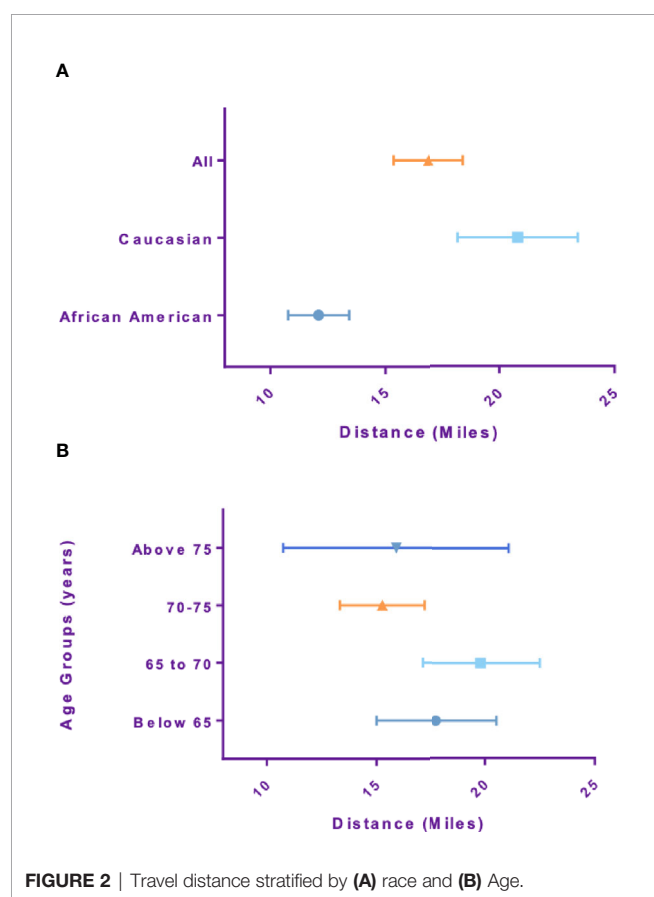 A
All
Caucasian
African American
10 15 20 25
Distance (Miles)
B
Age Groups (years)
Above 75
70-75
65 to 70
Below 65
10 15 20 25
Distance (Miles)
FIGURE 2 | Travel distance stratified by (A) race and (B) Age.